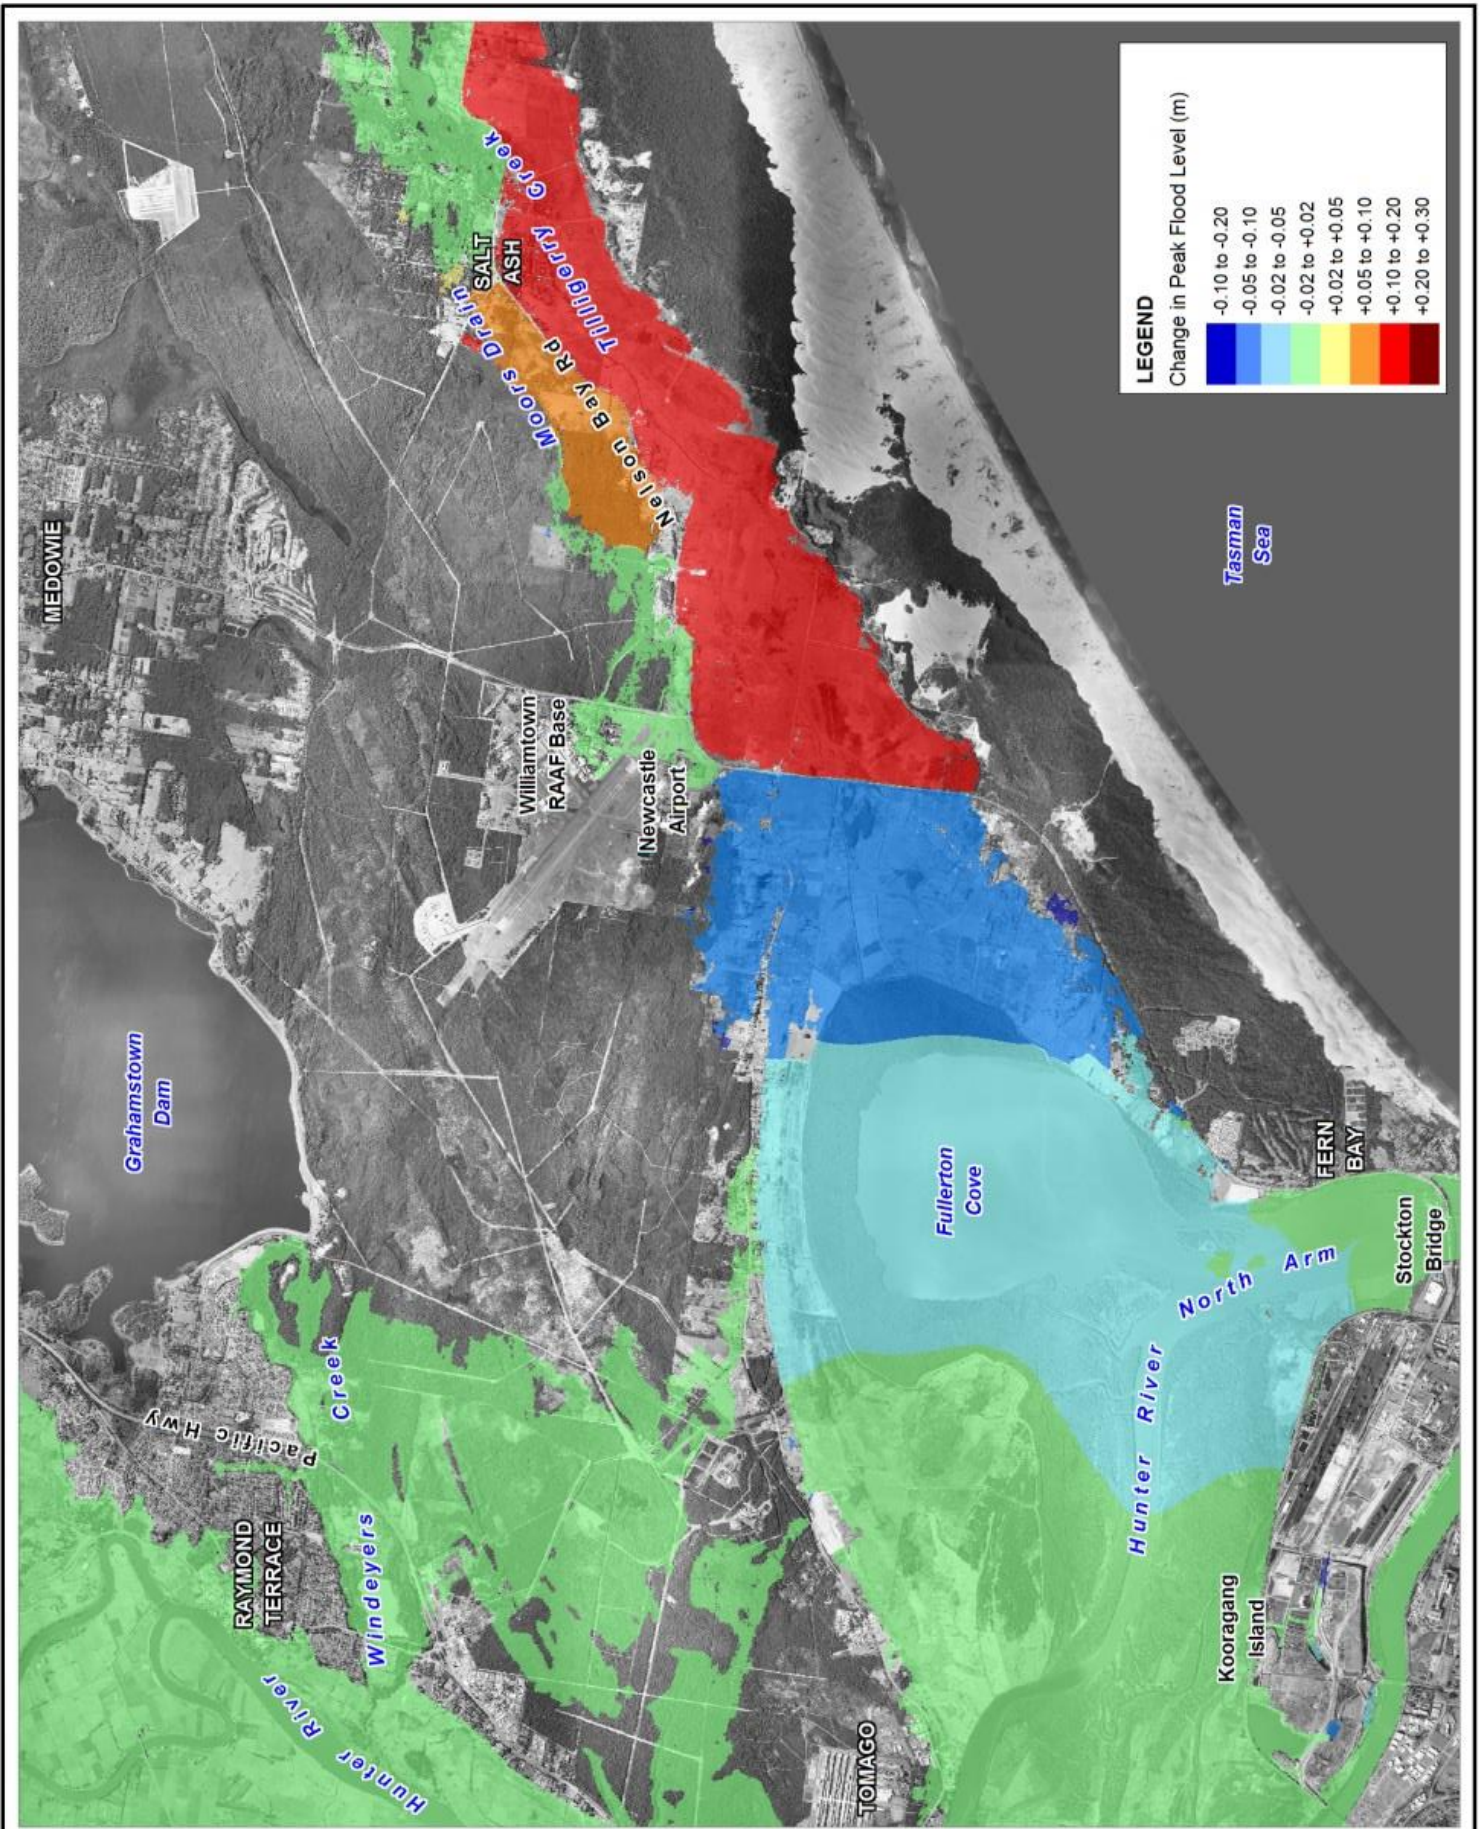 MEDOWIE
Grahamstown
Dam
RAYMOND
TERRACE
Pacific Hwy
Windeyers Creek
Hunter River
Williamtown
RAAF Base
Newcastle
Airport
SALT
ASH
Moors Drain
Nelson Bay Rd
Tilligerry Creek
TOMAGO
Fullerton
Cove
Hunter River
North Arm
Kooragang
Island
Stockton
Bridge
FERN
BAY
Tasman
Sea
LEGEND
Change in Peak Flood Level (m)
-0.10 to -0.20
-0.05 to -0.10
-0.02 to -0.05
-0.02 to +0.02
+0.02 to +0.05
+0.05 to +0.10
+0.10 to +0.20
+0.20 to +0.30